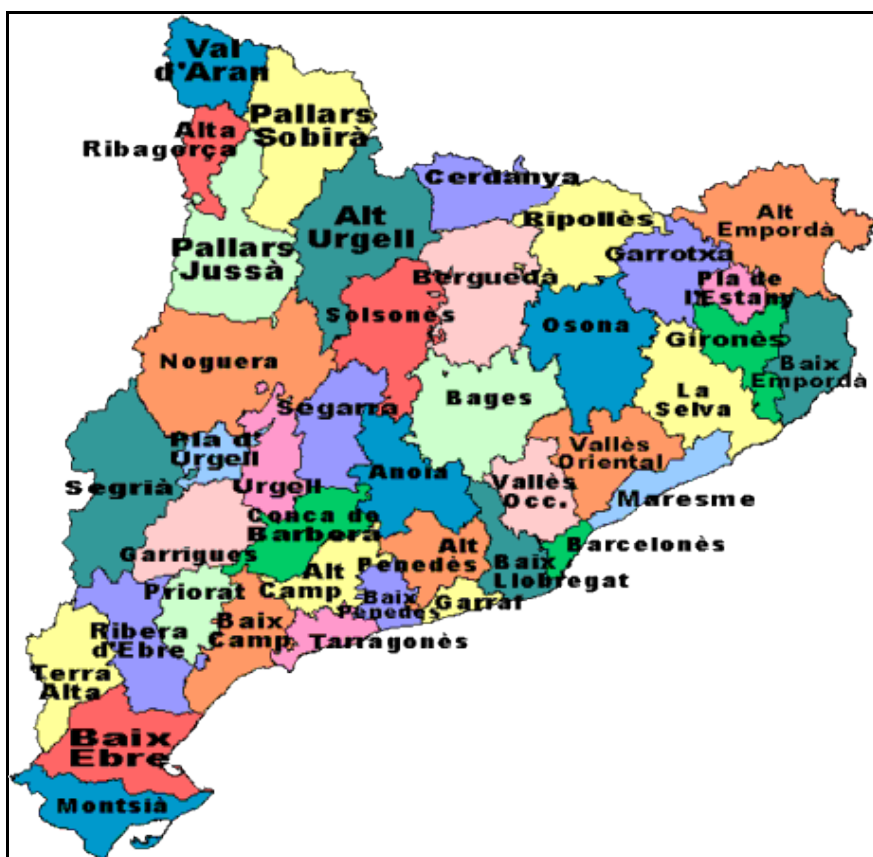 Val
d'Aran
Pallars
Sobirà
Alta
Ribagorça
Cerdanya
Alt
Urgell
Ripollès
Alt
Empordà
Pallars
Jussà
Berguedà
Garrotxa
Pla de
l'Estany
Solsonès
Osona
Gironès
Noguera
Baix
Empordà
Bages
La
Selva
Segarra
Pla d'
Urgell
Vallès
Oriental
Segrià
Urgell
Anoia
Vallès
Occ.
Maresme
Conca de
Barberà
Garrigues
Barcelonès
Alt
Penedès
Baix
Llobregat
Alt
Camp
Priorat
Baix
Penedès
Garraf
Baix
Camp
Ribera
d'Ebre
Tarragonès
Terra
Alta
Baix
Ebre
Montsià